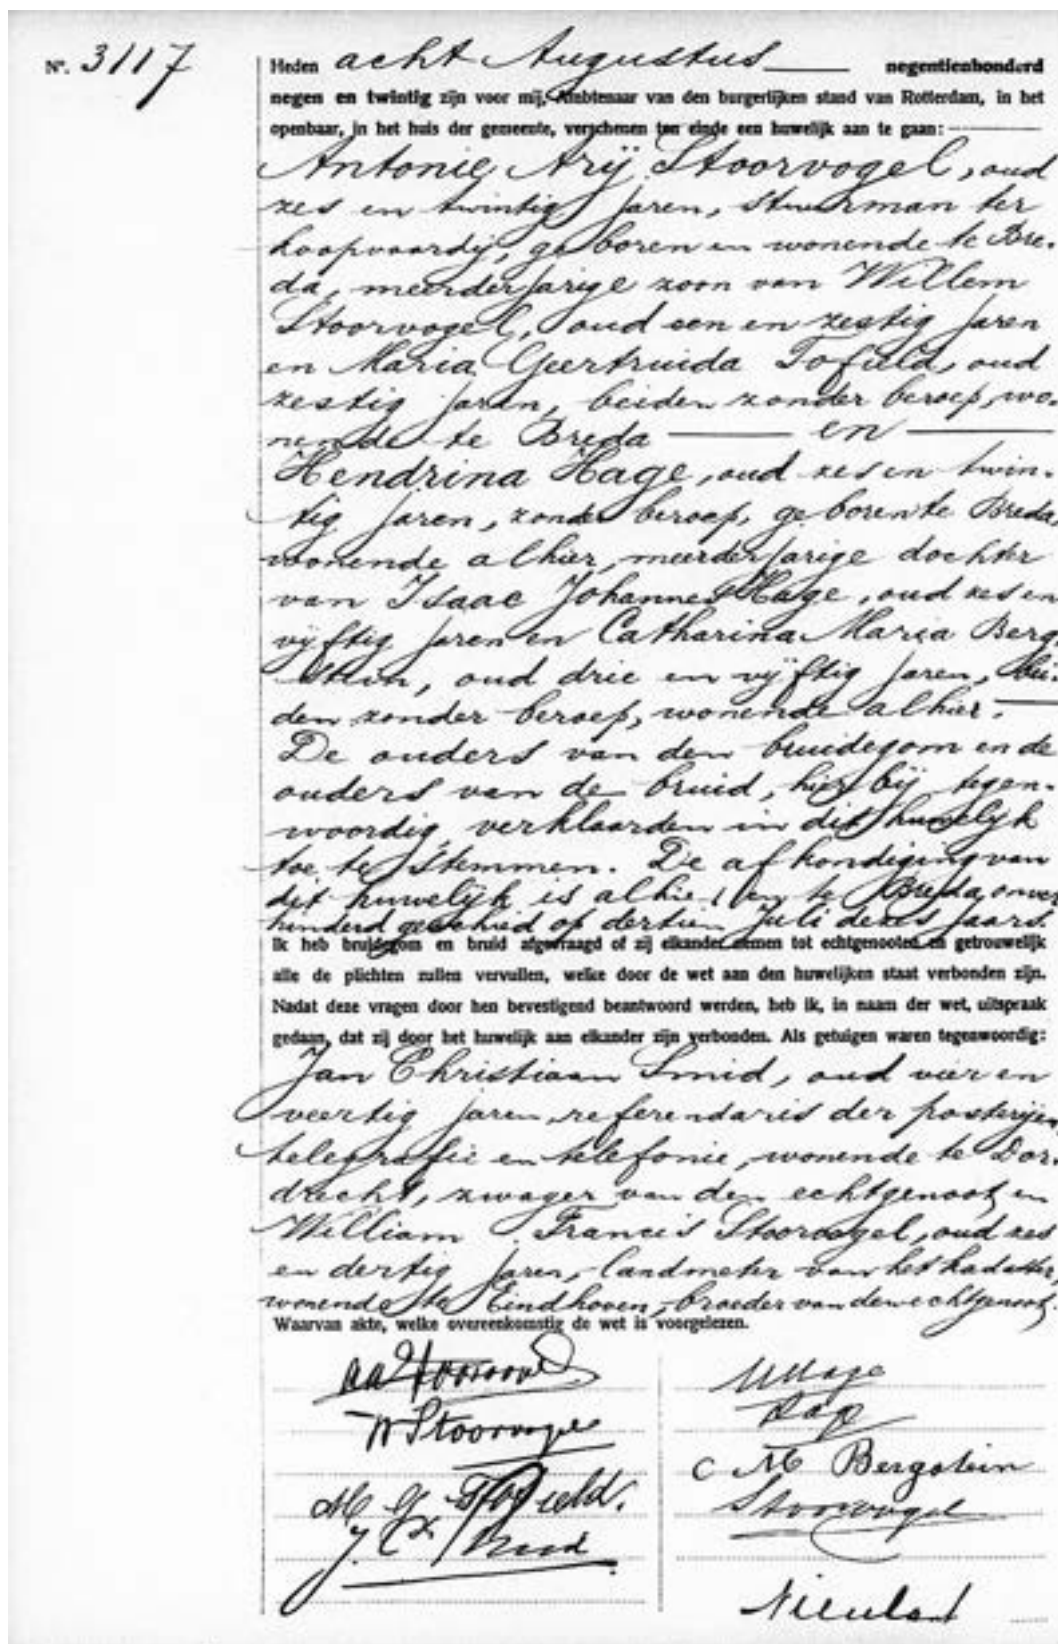 Nº. 3117
Heden acht Augustus negentienhonderd
negen en twintig zijn voor mij, Ambtenaar van den burgerlijken stand van Rotterdam, in het
openbaar, in het huis der gemeente, verschenen ten einde een huwelijk aan te gaan:
Antonie Arij Stoorvogel, oud
zes en twintig jaren, stuurman ter
koopvaardij, geboren en wonende te Bre-
da, meerderjarige zoon van Willem
Stoorvogel, oud een en zestig jaren
en Maria Geertruida Tofield, oud
zestig jaren, beiden zonder beroep, wo-
nende te Breda — en —
Hendrina Hage, oud zes en twin-
tig jaren, zonder beroep, geboren te Breda,
wonende alhier, meerderjarige dochter
van Isaac Johannes Hage, oud zes en
vijftig jaren en Catharina Maria Berg-
stein, oud drie en vijftig jaren, bei-
den zonder beroep, wonende alhier. —
De ouders van den bruidegom en de
ouders van de bruid, hierbij tegen-
woordig, verklaarden in dit huwelijk
toe te stemmen. De afkondiging van
dit huwelijk is alhier en te Breda onver
hinderd geschied op dertien Juli dezes jaars.
Ik heb bruidegom en bruid afgevraagd of zij elkander nemen tot echtgenooten en getrouwelijk
alle de plichten zullen vervullen, welke door de wet aan den huwelijken staat verbonden zijn.
Nadat deze vragen door hen bevestigend beantwoord werden, heb ik, in naam der wet, uitspraak
gedaan, dat zij door het huwelijk aan elkander zijn verbonden. Als getuigen waren tegenwoordig:
Jan Christiaan Smid, oud vier en
veertig jaren, referendaris der posterijen,
telegrafie en telefonie, wonende te Dor-
drecht, zwager van den echtgenoot, en
William Francis Stoorvogel, oud zes
en dertig jaren, landmeter van het kadaster,
wonende te Eindhoven, broeder van den echtgenoot.
Waarvan akte, welke overeenkomstig de wet is voorgelezen.
AA Stoorvogel
W Stoorvogel
M G Tofield.
J Chr Smid
HHage
Hage
C M Bergstein
Stoorvogel